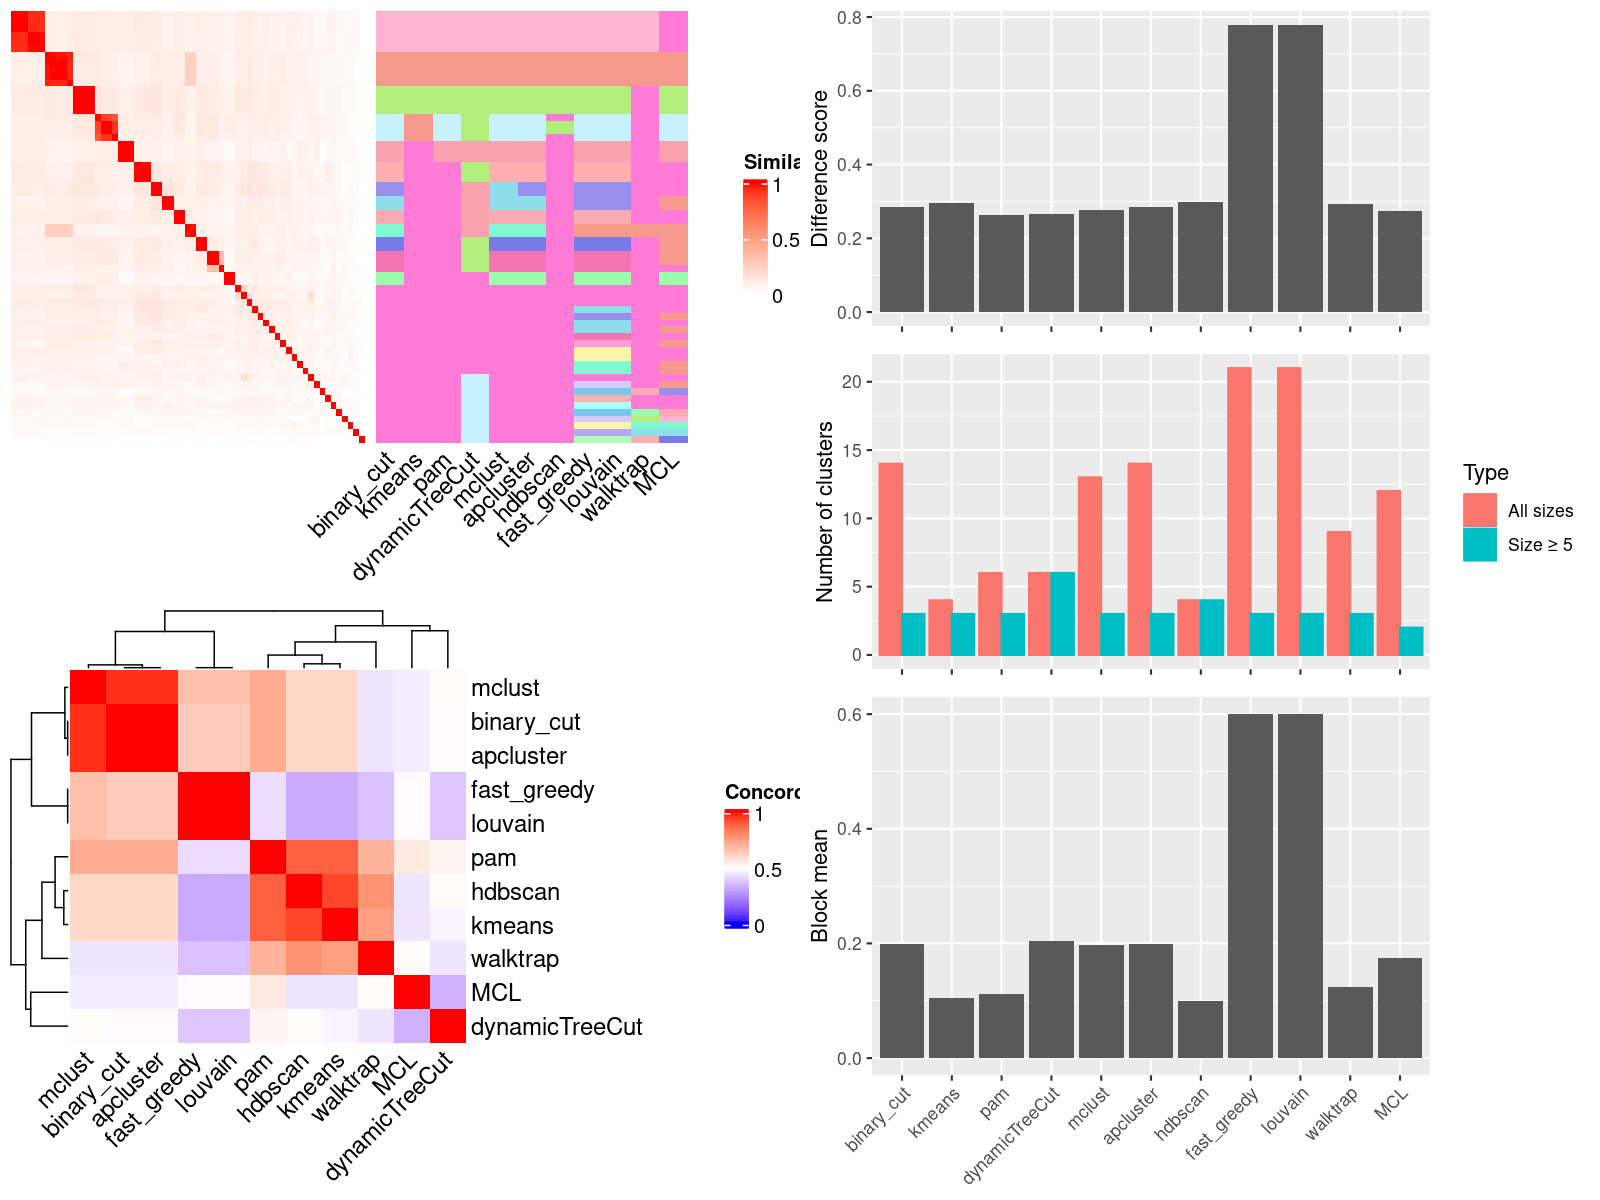 Simila
1
0.5
0
binary_cut
kmeans
pam
dynamicTreeCut
mclust
apcluster
hdbscan
fast_greedy
louvain
walktrap
MCL
mclust
binary_cut
apcluster
fast_greedy
louvain
pam
hdbscan
kmeans
walktrap
MCL
dynamicTreeCut
Concord
1
0.5
0
mclust
binary_cut
apcluster
fast_greedy
louvain
pam
hdbscan
kmeans
walktrap
MCL
dynamicTreeCut
Difference score
0.8
0.6
0.4
0.2
0.0
Number of clusters
20
15
10
5
0
Type
All sizes
Size ≥ 5
Block mean
0.6
0.4
0.2
0.0
binary_cut
kmeans
pam
dynamicTreeCut
mclust
apcluster
hdbscan
fast_greedy
louvain
walktrap
MCL